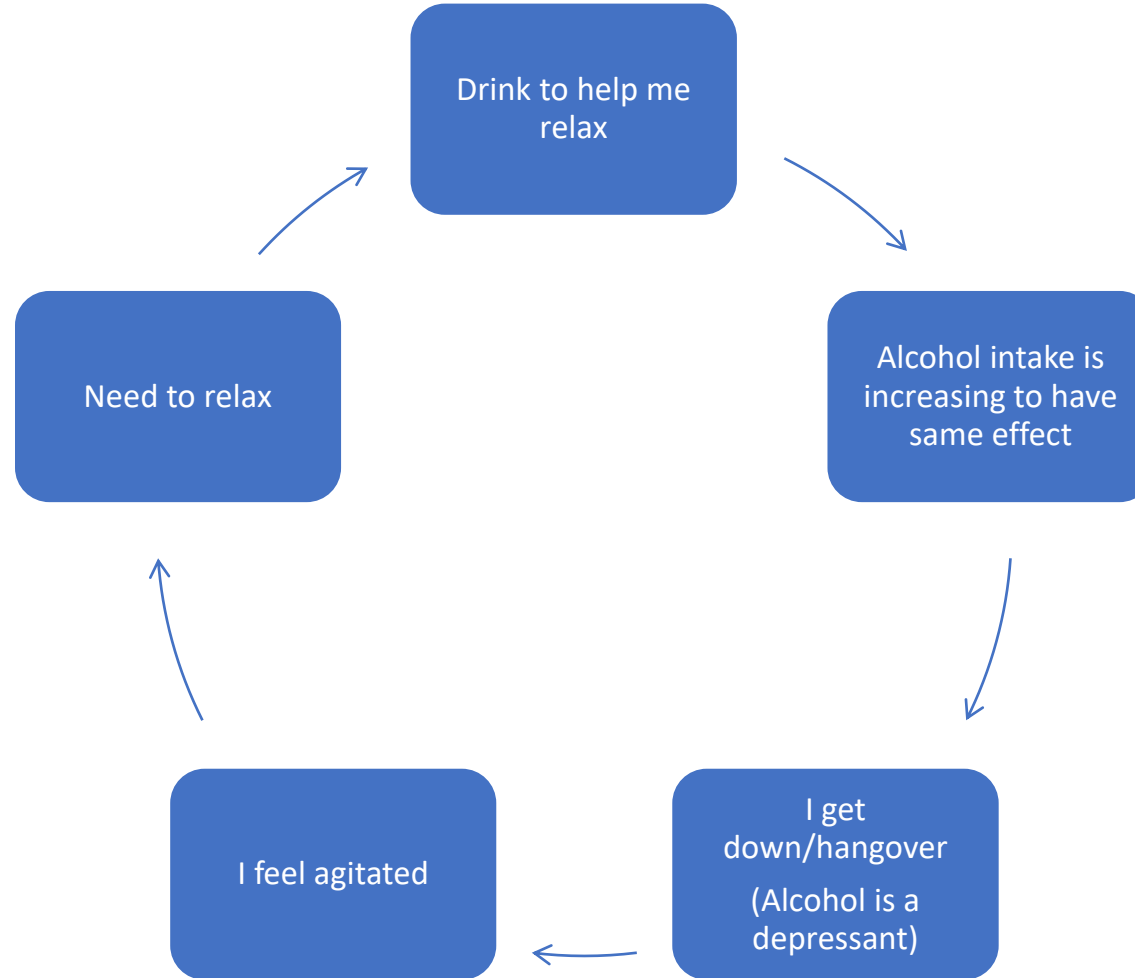 Drink to help me
relax
Alcohol intake is
increasing to have
same effect
I get
down/hangover
(Alcohol is a
depressant)
I feel agitated
Need to relax